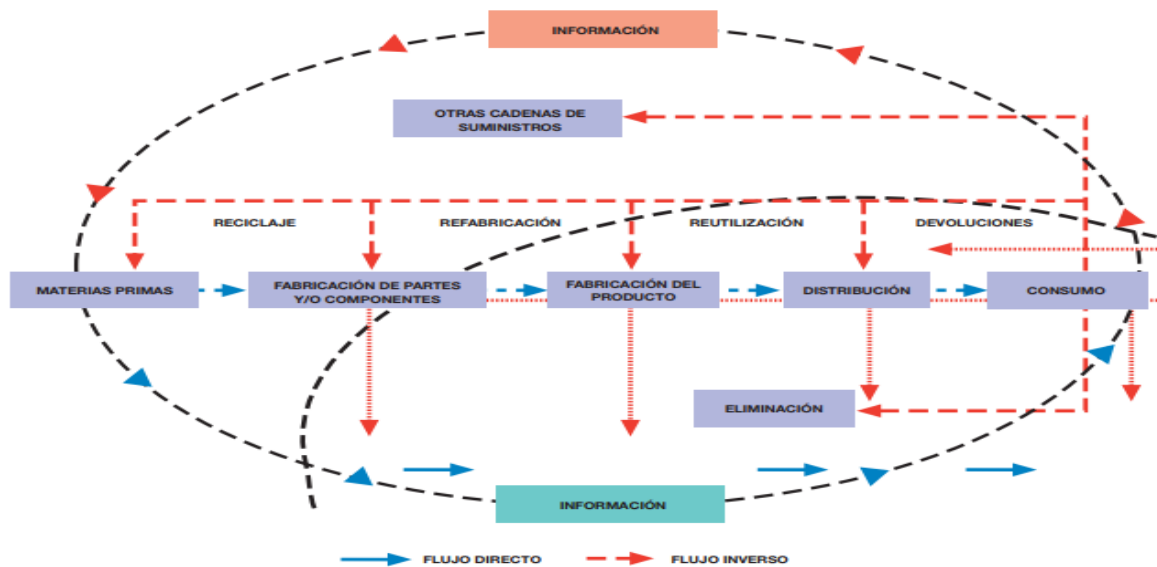 INFORMACIÓN
OTRAS CADENAS DE
SUMINISTROS
RECICLAJE
REFABRICACIÓN
REUTILIZACIÓN
DEVOLUCIONES
MATERIAS PRIMAS
FABRICACIÓN DE PARTES
Y/O COMPONENTES
FABRICACIÓN DEL
PRODUCTO
DISTRIBUCIÓN
CONSUMO
ELIMINACIÓN
INFORMACIÓN
FLUJO DIRECTO
FLUJO INVERSO